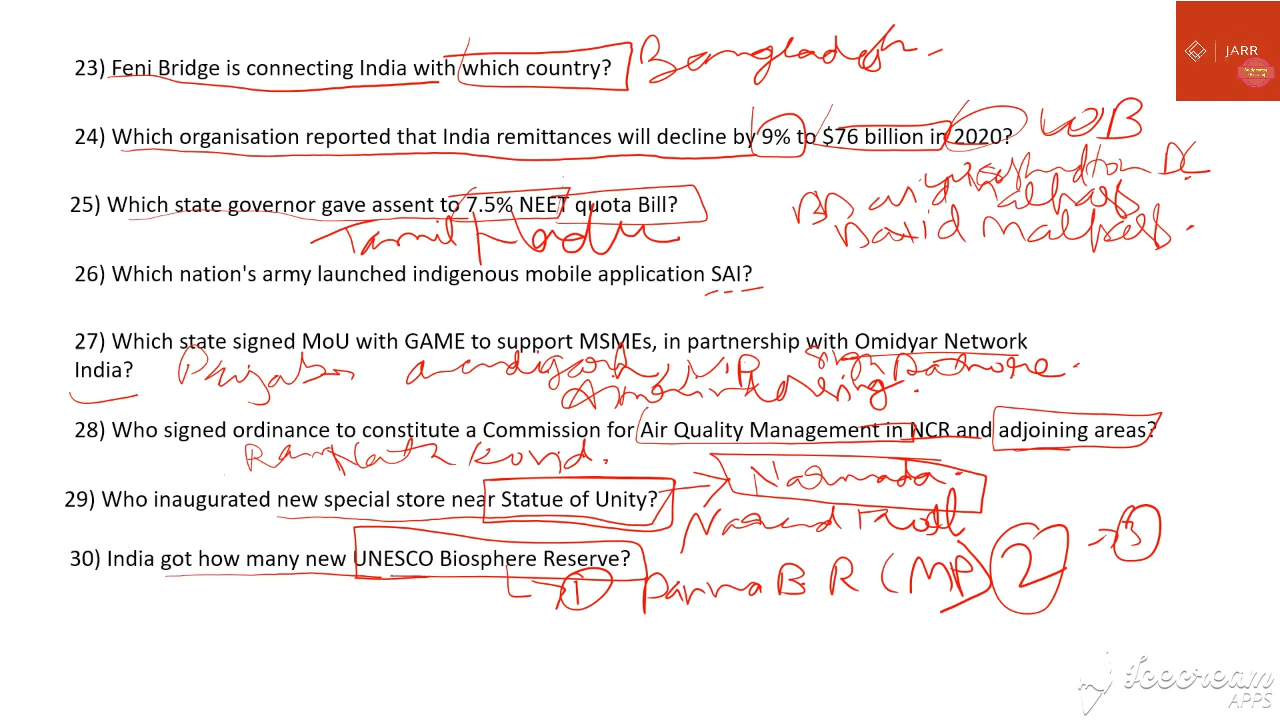 JARR
23) Feni Bridge is connecting India with which country? Bangladesh.
24) Which organisation reported that India remittances will decline by 9% to $76 billion in 2020? WB
Washington DC
25) Which state governor gave assent to 7.5% NEET quota Bill?
Tamil Nadu
David Malpass.
26) Which nation's army launched indigenous mobile application SAI?
27) Which state signed MoU with GAME to support MSMEs, in partnership with Omidyar Network
India?
28) Who signed ordinance to constitute a Commission for Air Quality Management in NCR and adjoining areas?
Ram Nath Kovid.
Narmada.
29) Who inaugurated new special store near Statue of Unity?
30) India got how many new UNESCO Biosphere Reserve?
1 Panna B R (MP) 2
Icecream
APPS